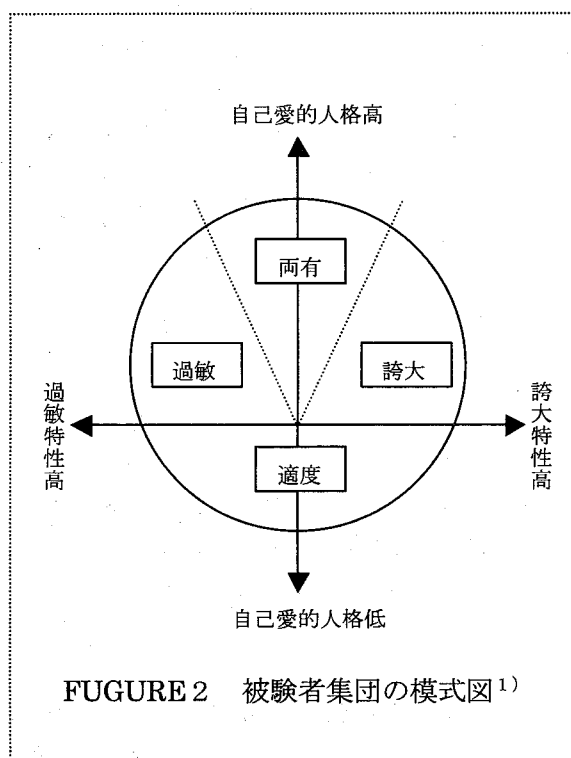 自己愛的人格高
両有
過敏
誇大
過敏特性高
誇大特性高
適度
自己愛的人格低
FUGURE 2 被験者集団の模式図1)